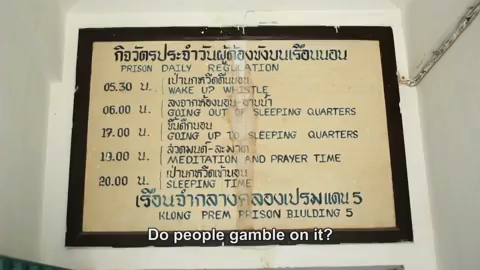 กิจวัตรประจำวันผู้ต้องขังบนเรือนนอน
PRISON DAILY REGULATION
05.30 น. เป่านกหวีดตื่นนอน
WAKE UP WHISTLE
06.00 น. ลงจากห้องนอน-อาบน้ำ
GOING OUT OF SLEEPING QUARTERS
17.00 น. ขึ้นตึกนอน
GOING UP TO SLEEPING QUARTERS
19.00 น. สวดมนต์-ละหมาด
MEDITATION AND PRAYER TIME
20.00 น. เป่านกหวีดเข้านอน
SLEEPING TIME
เรือนจำกลางคลองเปรมแดน 5
KLONG PREM PRISON BIULDING 5
Do people gamble on it?